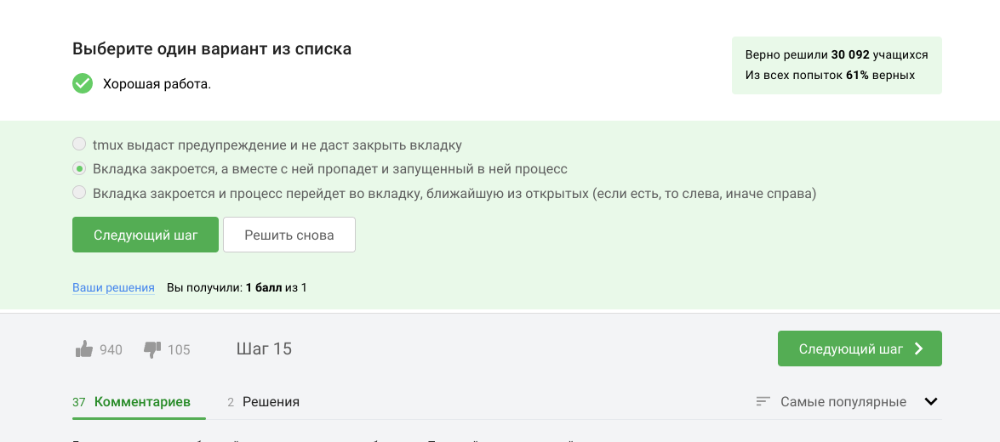 Выберите один вариант из списка
Верно решили 30 092 учащихся
Из всех попыток 61% верных
Хорошая работа.
tmux выдаст предупреждение и не даст закрыть вкладку
Вкладка закроется, а вместе с ней пропадет и запущенный в ней процесс
Вкладка закроется и процесс перейдет во вкладку, ближайшую из открытых (если есть, то слева, иначе справа)
Следующий шаг
Решить снова
Ваши решения Вы получили: 1 балл из 1
940 105 Шаг 15
Следующий шаг
37 Комментариев 2 Решения
Самые популярные